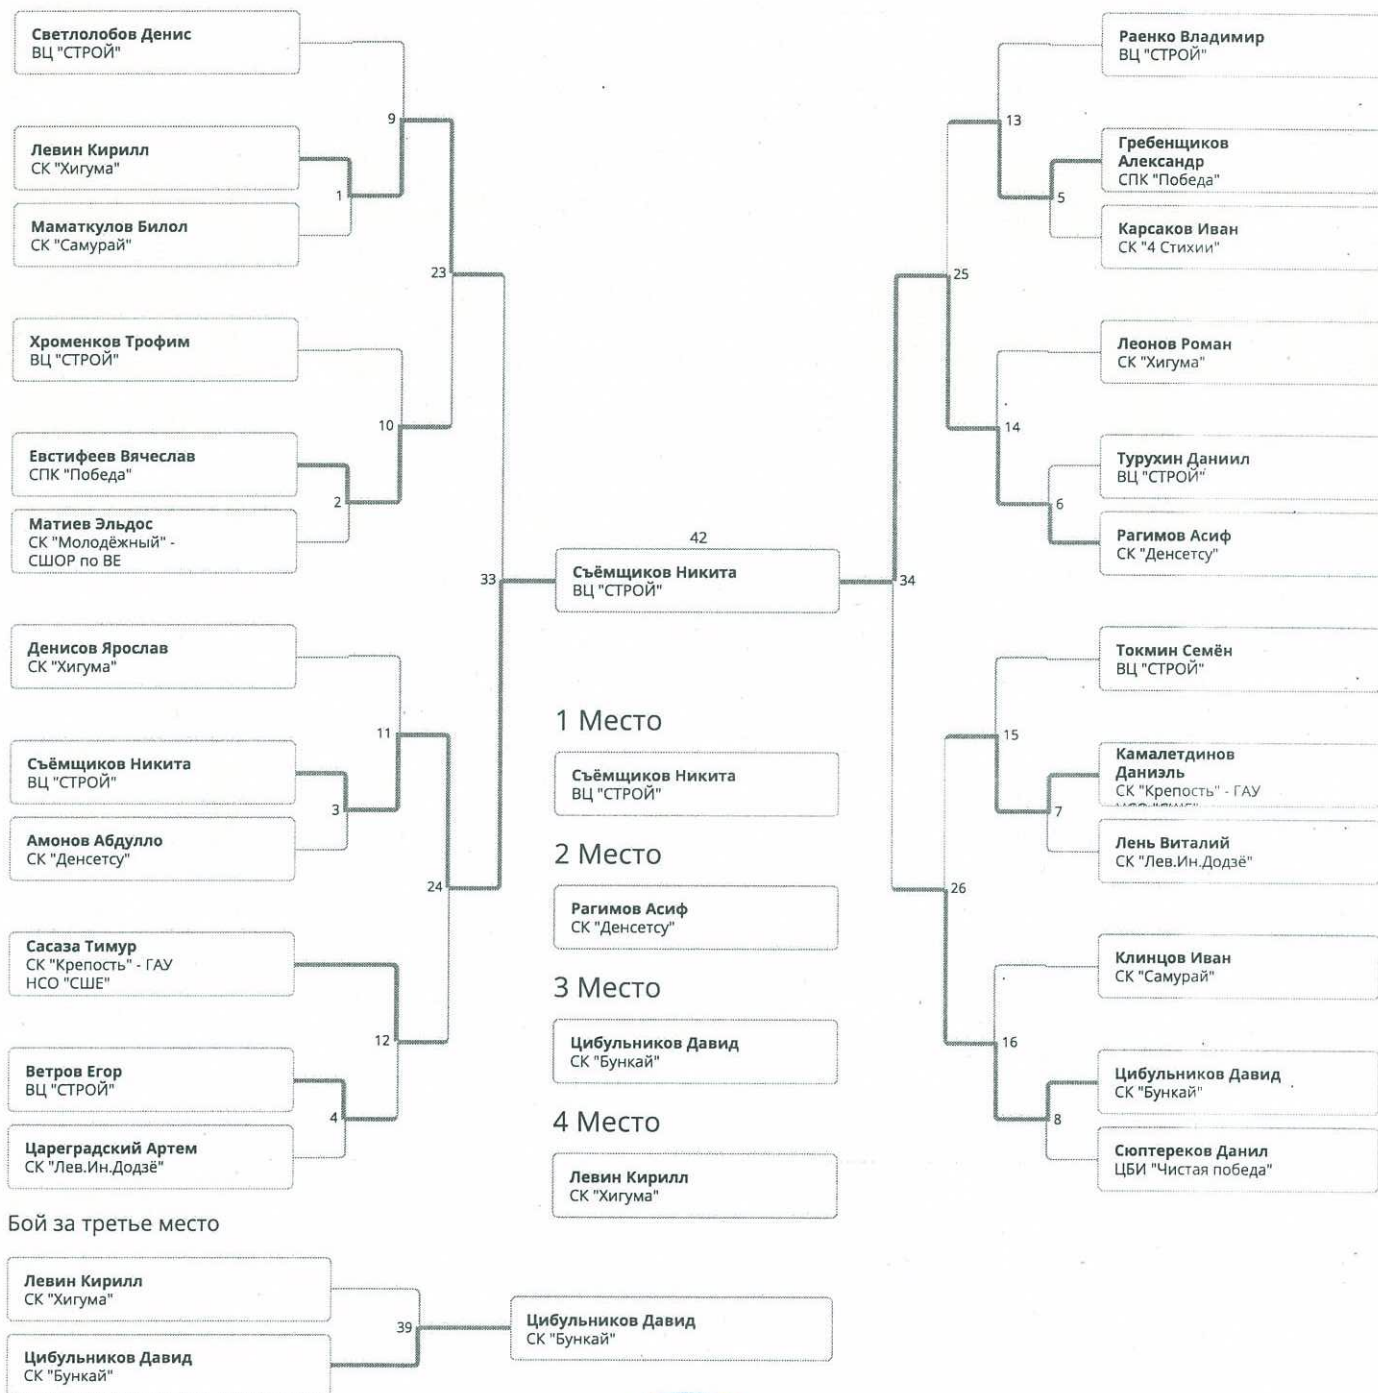 Светлолобов Денис
ВЦ "СТРОЙ"
9
Левин Кирилл
СК "Хигума"
1
Маматкулов Билол
СК "Самурай"
23
Хроменков Трофим
ВЦ "СТРОЙ"
10
Евстифеев Вячеслав
СПК "Победа"
2
Матиев Эльдос
СК "Молодёжный" -
СШОР по ВЕ
33
Денисов Ярослав
СК "Хигума"
11
Съёмщиков Никита
ВЦ "СТРОЙ"
3
Амонов Абдулло
СК "Денсетсу"
24
Сасаза Тимур
СК "Крепость" - ГАУ
НСО "СШЕ"
12
Ветров Егор
ВЦ "СТРОЙ"
4
Цареградский Артем
СК "Лев.Ин.Додзё"
42
Съёмщиков Никита
ВЦ "СТРОЙ"
1 Место
Съёмщиков Никита
ВЦ "СТРОЙ"
2 Место
Рагимов Асиф
СК "Денсетсу"
3 Место
Цибульников Давид
СК "Бункай"
4 Место
Левин Кирилл
СК "Хигума"
Раенко Владимир
ВЦ "СТРОЙ"
13
Гребенщиков
Александр
СПК "Победа"
5
Карсаков Иван
СК "4 Стихии"
25
Леонов Роман
СК "Хигума"
14
Турухин Даниил
ВЦ "СТРОЙ"
6
Рагимов Асиф
СК "Денсетсу"
34
Токмин Семён
ВЦ "СТРОЙ"
15
Камалетдинов
Даниэль
СК "Крепость" - ГАУ
7
Лень Виталий
СК "Лев.Ин.Додзё"
26
Клинцов Иван
СК "Самурай"
16
Цибульников Давид
СК "Бункай"
8
Сюптереков Данил
ЦБИ "Чистая победа"
Бой за третье место
Левин Кирилл
СК "Хигума"
39
Цибульников Давид
СК "Бункай"
Цибульников Давид
СК "Бункай"